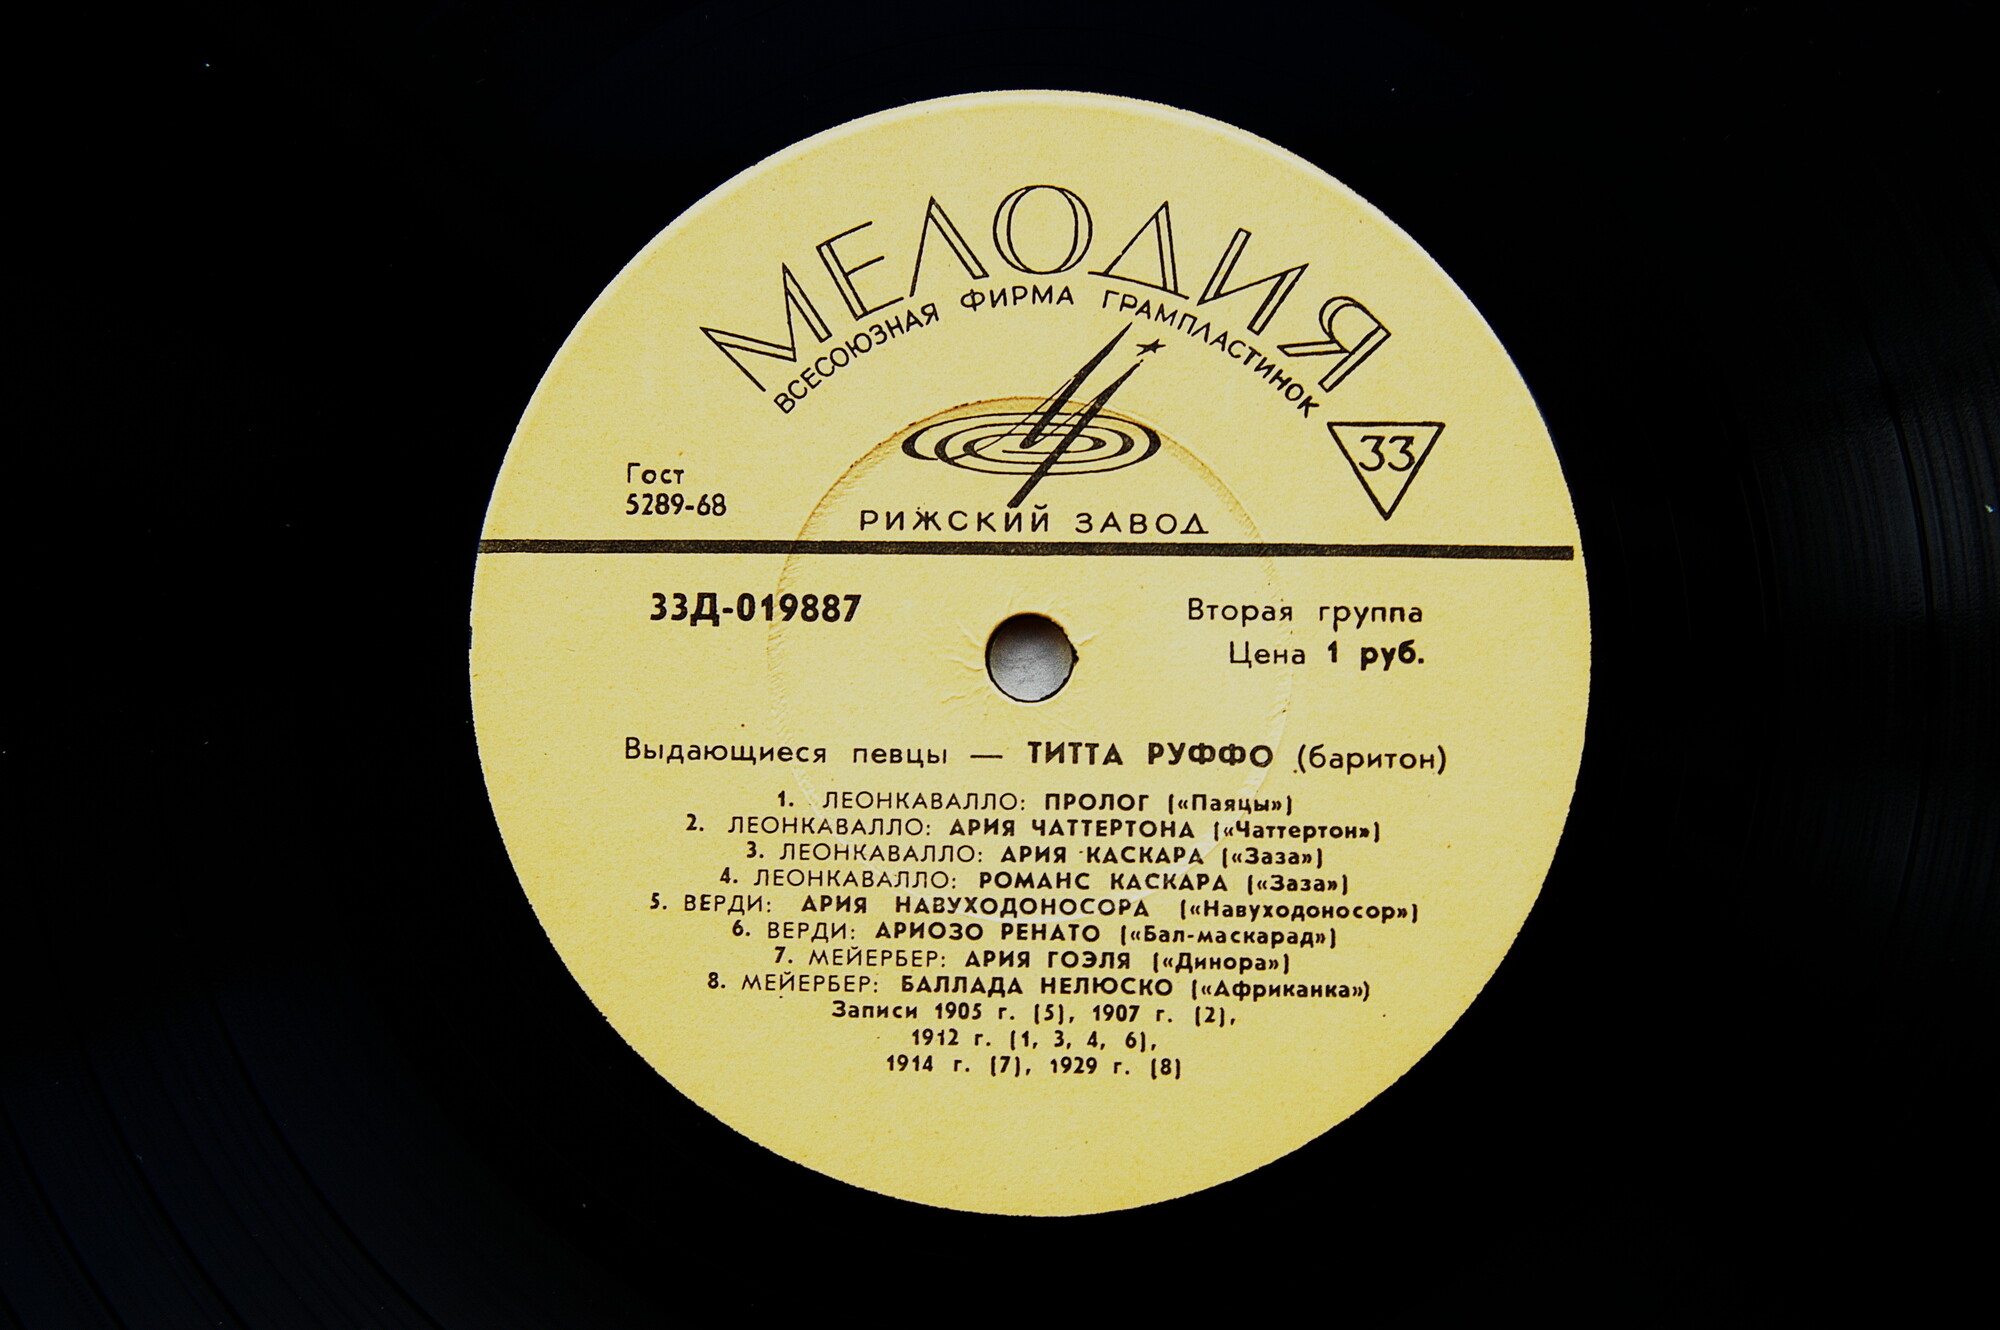 МЕЛОДИЯ
ВСЕСОЮЗНАЯ ФИРМА ГРАМПЛАСТИНОК
33
Гост
5289-68
РИЖСКИЙ ЗАВОД
33Д-019887
Вторая группа
Цена 1 руб.
Выдающиеся певцы — ТИТТА РУФФО (баритон)
1. ЛЕОНКАВАЛЛО: ПРОЛОГ («Паяцы»)
2. ЛЕОНКАВАЛЛО: АРИЯ ЧАТТЕРТОНА («Чаттертон»)
3. ЛЕОНКАВАЛЛО: АРИЯ КАСКАРА («Заза»)
4. ЛЕОНКАВАЛЛО: РОМАНС КАСКАРА («Заза»)
5. ВЕРДИ: АРИЯ НАВУХОДОНОСОРА («Навуходоносор»)
6. ВЕРДИ: АРИОЗО РЕНАТО («Бал-маскарад»)
7. МЕЙЕРБЕР: АРИЯ ГОЭЛЯ («Динора»)
8. МЕЙЕРБЕР: БАЛЛАДА НЕЛЮСКО («Африканка»)
Записи 1905 г. (5), 1907 г. (2),
1912 г. (1, 3, 4, 6),
1914 г. (7), 1929 г. (8)